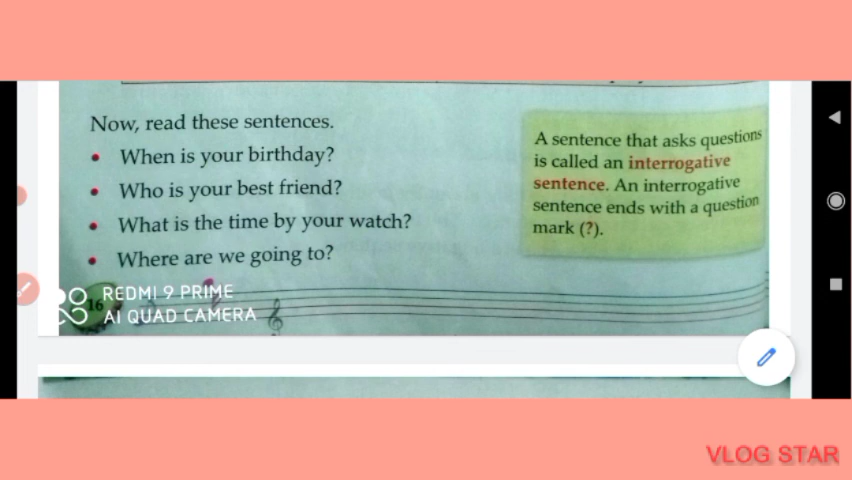 Now, read these sentences.
• When is your birthday?
• Who is your best friend?
• What is the time by your watch?
• Where are we going to?
A sentence that asks questions
is called an interrogative
sentence. An interrogative
sentence ends with a question
mark (?).
16
REDMI 9 PRIME
AI QUAD CAMERA
VLOG STAR